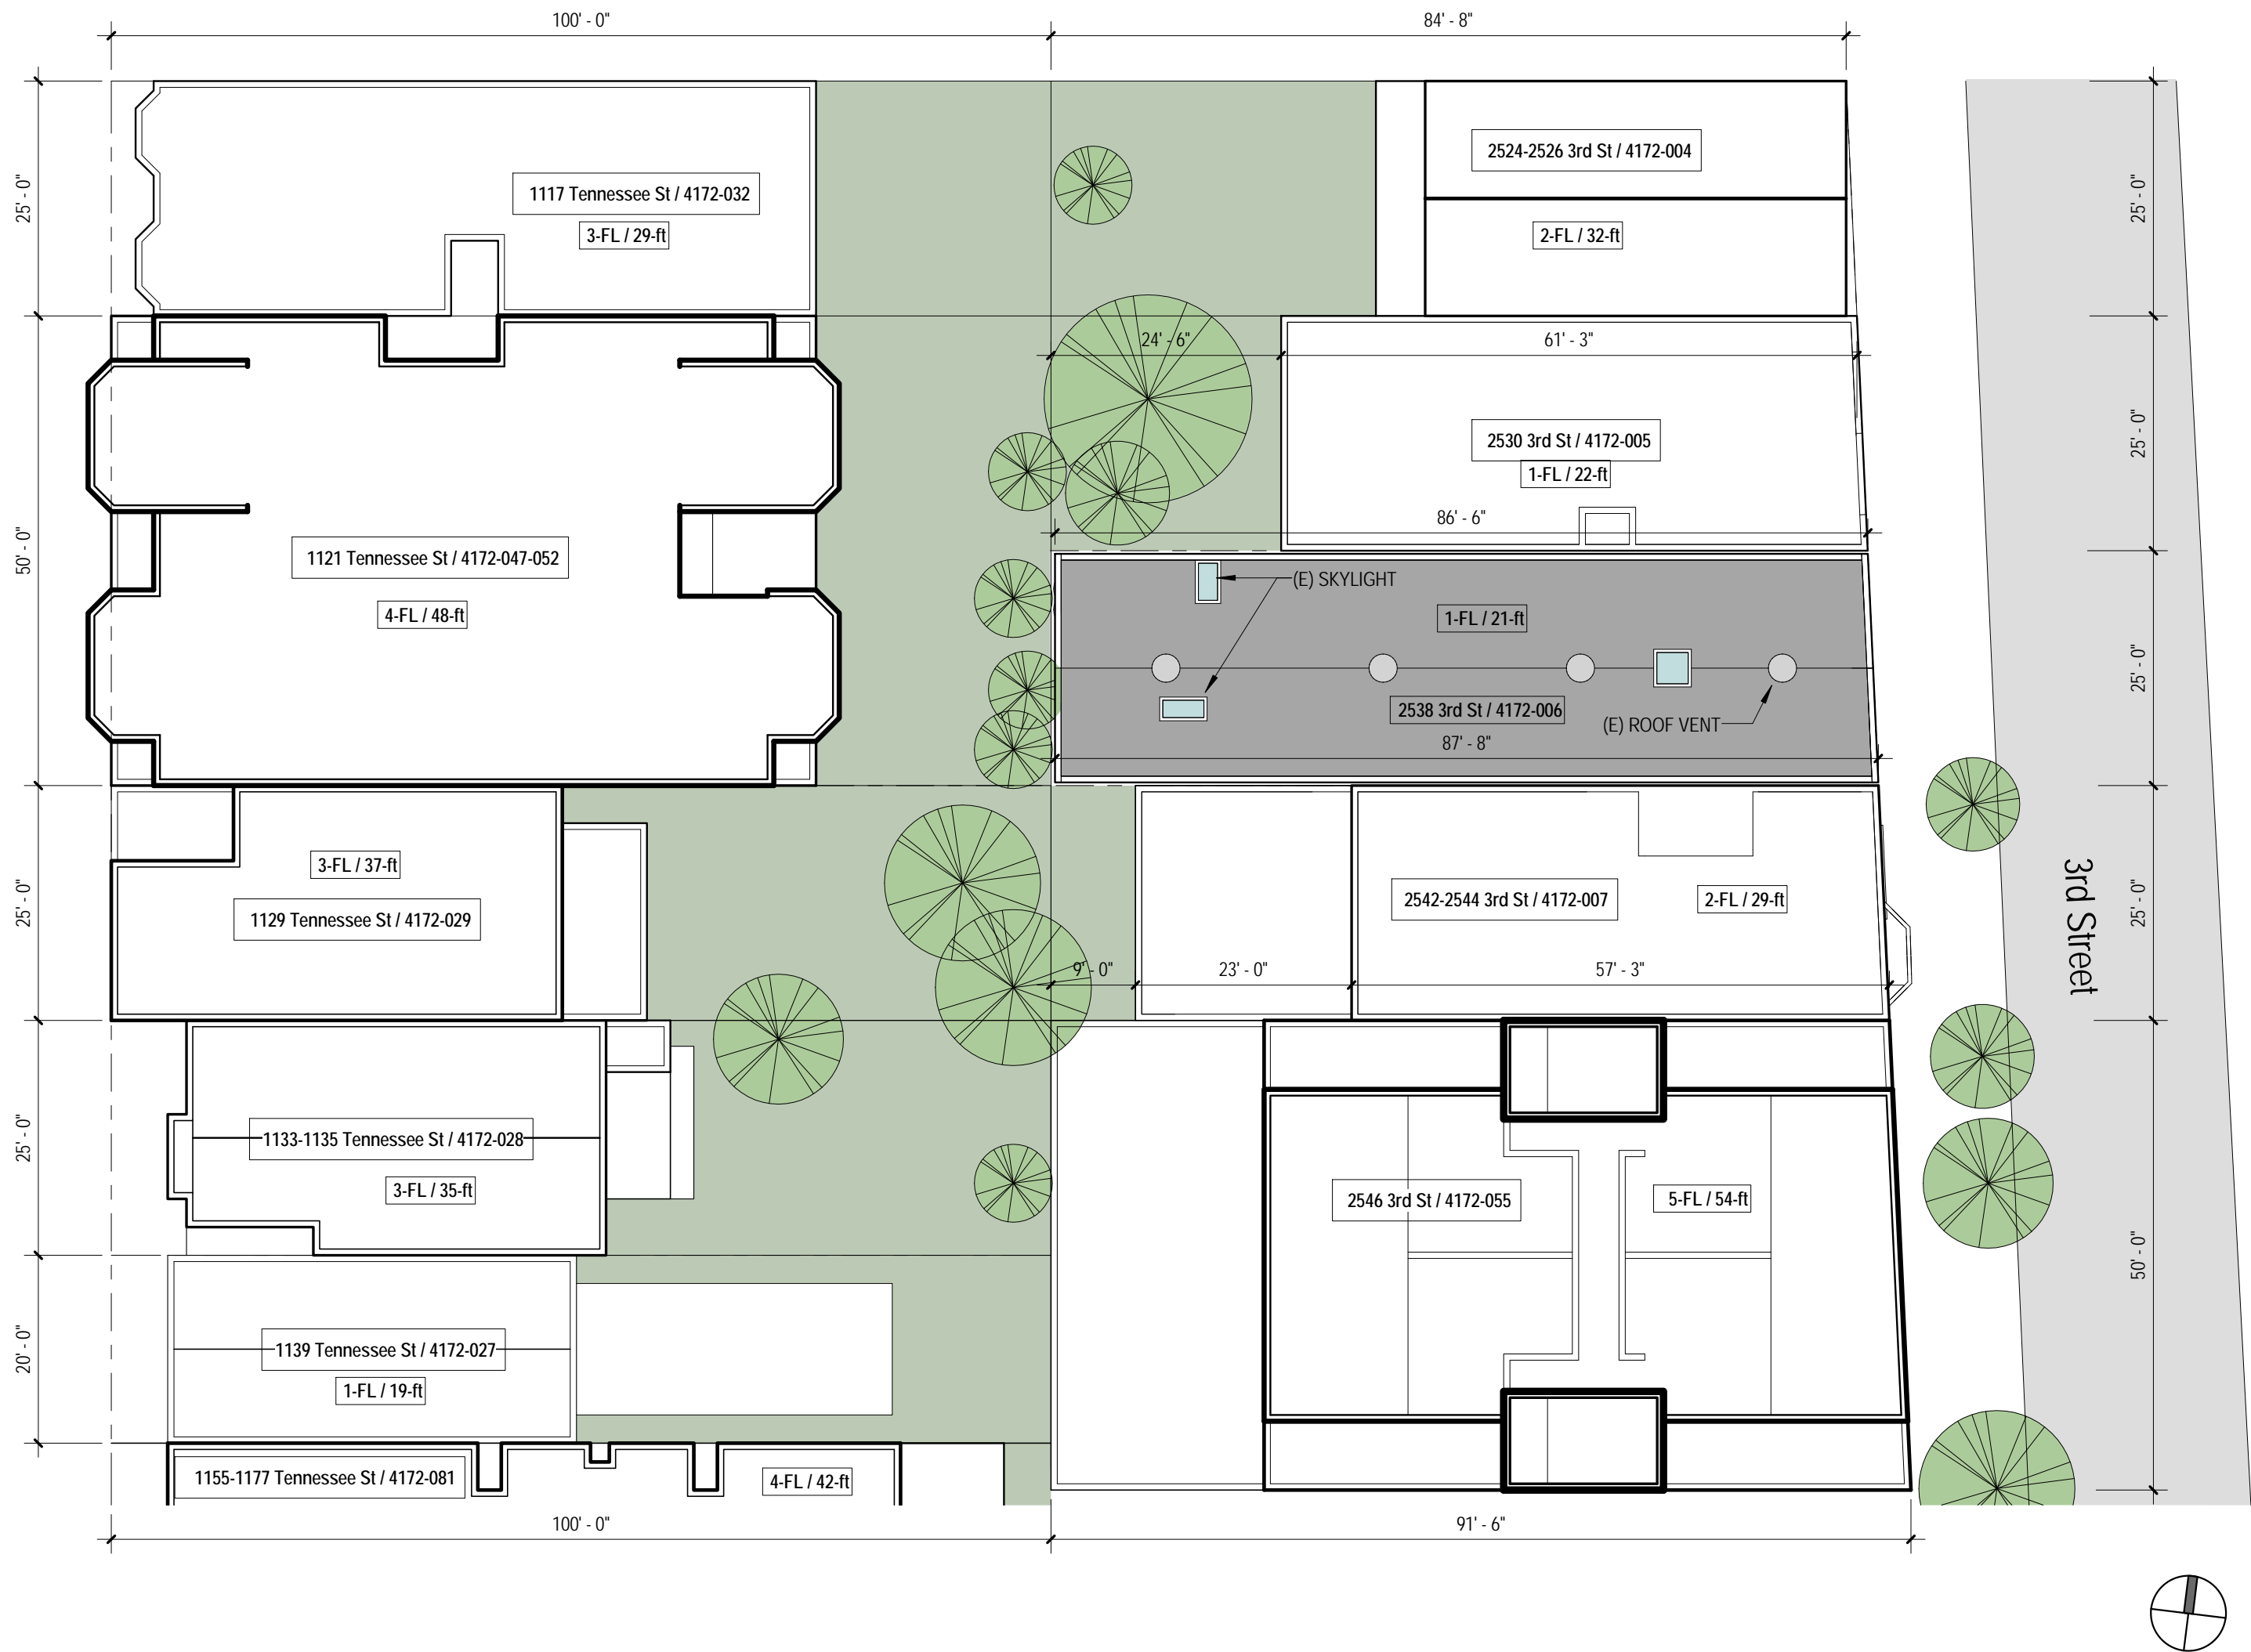 100' - 0"
84' - 8"
25' - 0"
50' - 0"
25' - 0"
25' - 0"
20' - 0"
1117 Tennessee St / 4172-032
3-FL / 29-ft
1121 Tennessee St / 4172-047-052
4-FL / 48-ft
3-FL / 37-ft
1129 Tennessee St / 4172-029
1133-1135 Tennessee St / 4172-028
3-FL / 35-ft
1139 Tennessee St / 4172-027
1-FL / 19-ft
1155-1177 Tennessee St / 4172-081
4-FL / 42-ft
2524-2526 3rd St / 4172-004
2-FL / 32-ft
24' - 6"
61' - 3"
2530 3rd St / 4172-005
1-FL / 22-ft
86' - 6"
(E) SKYLIGHT
1-FL / 21-ft
2538 3rd St / 4172-006
(E) ROOF VENT
87' - 8"
2542-2544 3rd St / 4172-007
2-FL / 29-ft
9' - 0"
23' - 0"
57' - 3"
2546 3rd St / 4172-055
5-FL / 54-ft
3rd Street
25' - 0"
25' - 0"
25' - 0"
25' - 0"
50' - 0"
100' - 0"
91' - 6"